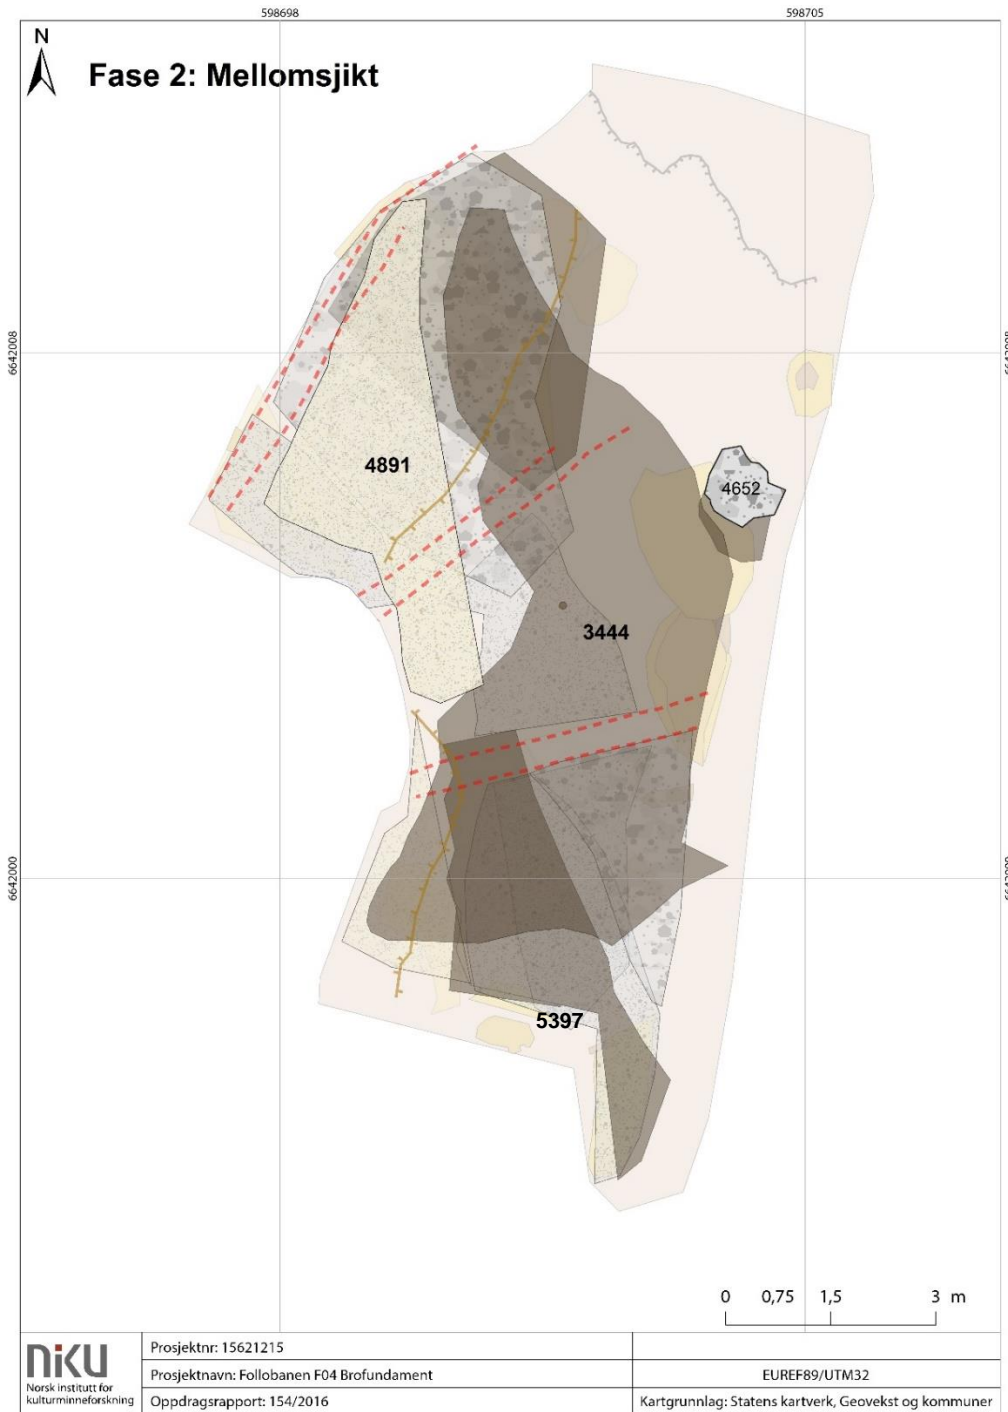 598698
598705
N
Fase 2: Mellomsjikt
6642008
6642008
4891
4652
3444
6642000
6642000
5397
0 0,75 1,5 3 m
niku
Norsk institutt for
kulturminneforskning
Prosjektnr: 15621215
Prosjektnavn: Follobanen F04 Brofundament
EUREF89/UTM32
Oppdragsrapport: 154/2016
Kartgrunnlag: Statens kartverk, Geovekst og kommuner